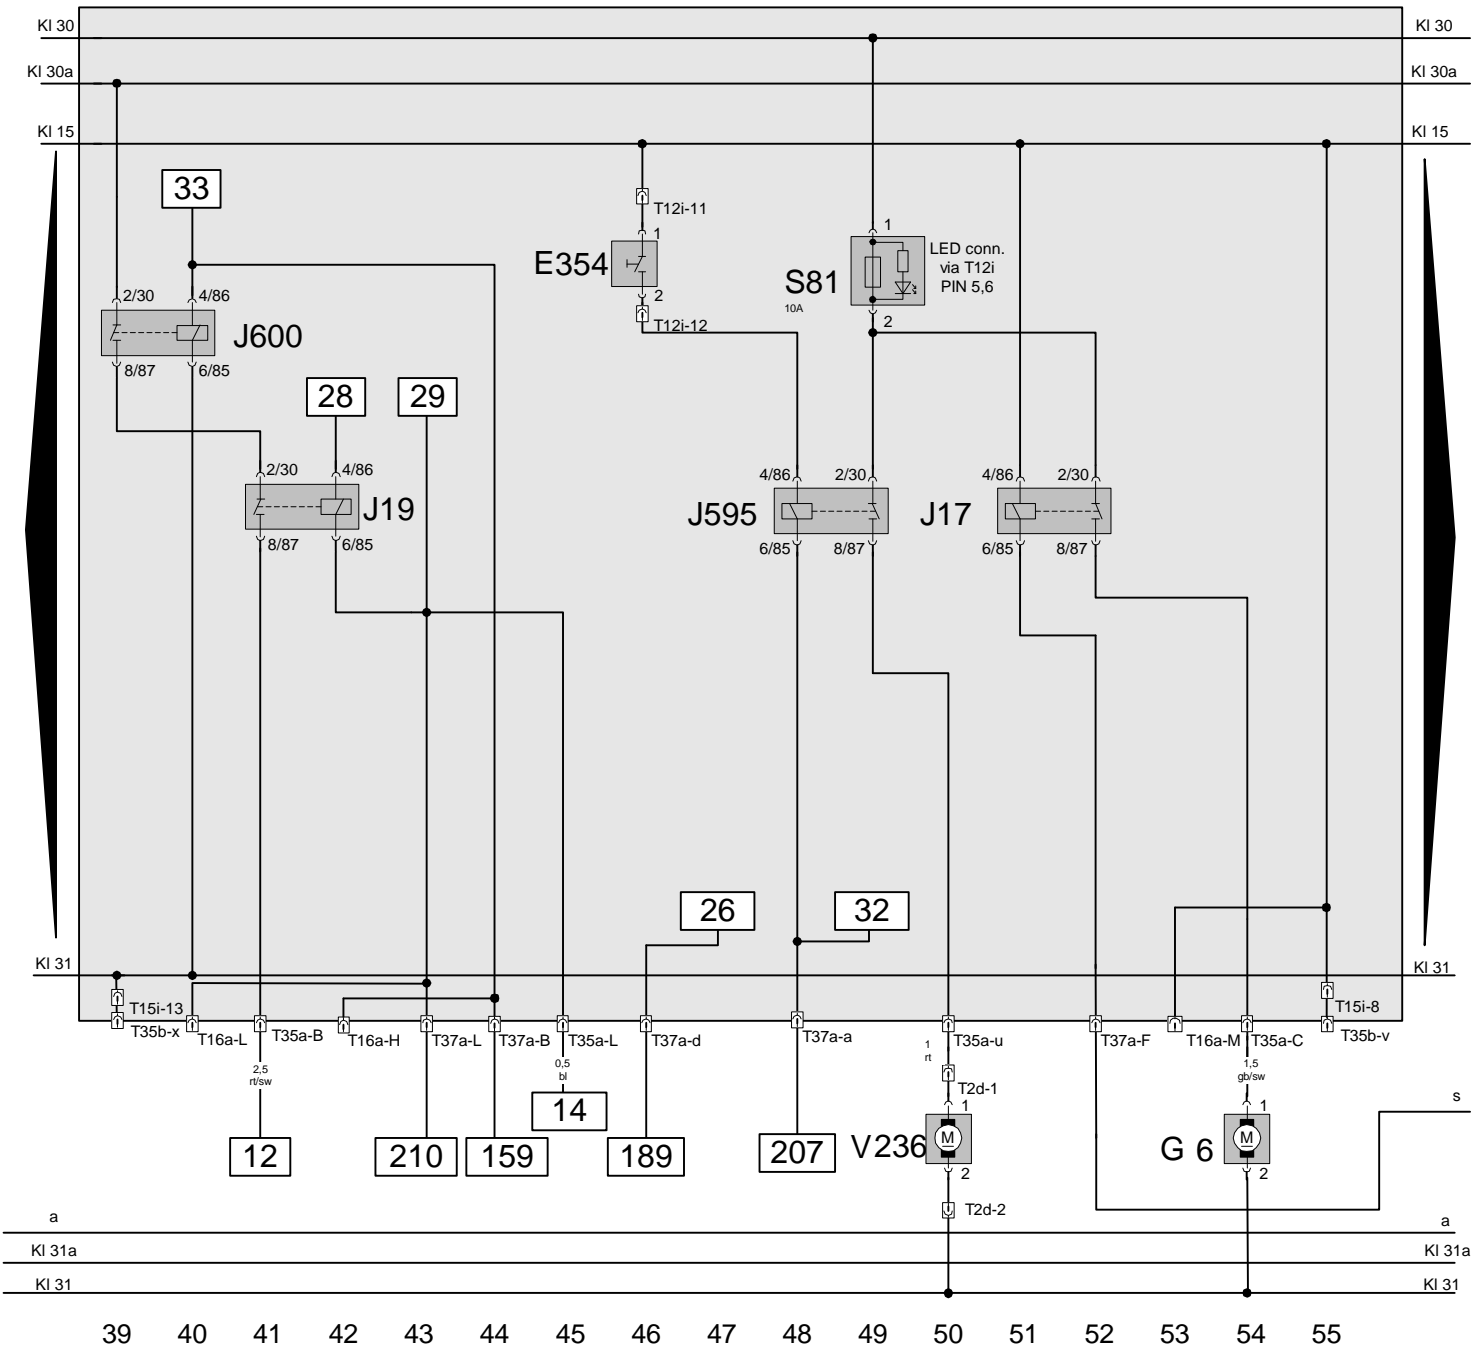 Kl 30
Kl 30
Kl 30a
Kl 30a
Kl 15
Kl 15
33
T12i-11
1
1
E354
LED conn.
via T12i
PIN 5,6
S81
10A
2/30
4/86
2
2
T12i-12
J600
8/87
6/85
28
29
2/30
4/86
4/86
2/30
4/86
2/30
J19
J595
J17
8/87
6/85
6/85
8/87
6/85
8/87
26
32
Kl 31
Kl 31
T15i-13
T15i-8
T35b-x
T16a-L
T35a-B
T16a-H
T37a-L
T37a-B
T35a-L
T37a-d
T37a-a
T35a-u
T37a-F
T16a-M
T35a-C
T35b-v
2,5
rt/sw
0,5
bl
1
rt
1,5
gb/sw
T2d-1
14
1
1
s
12
210
159
189
207
V236
M
G 6
M
2
2
T2d-2
a
a
Kl 31a
Kl 31a
Kl 31
Kl 31
39 40 41 42 43 44 45 46 47 48 49 50 51 52 53 54 55